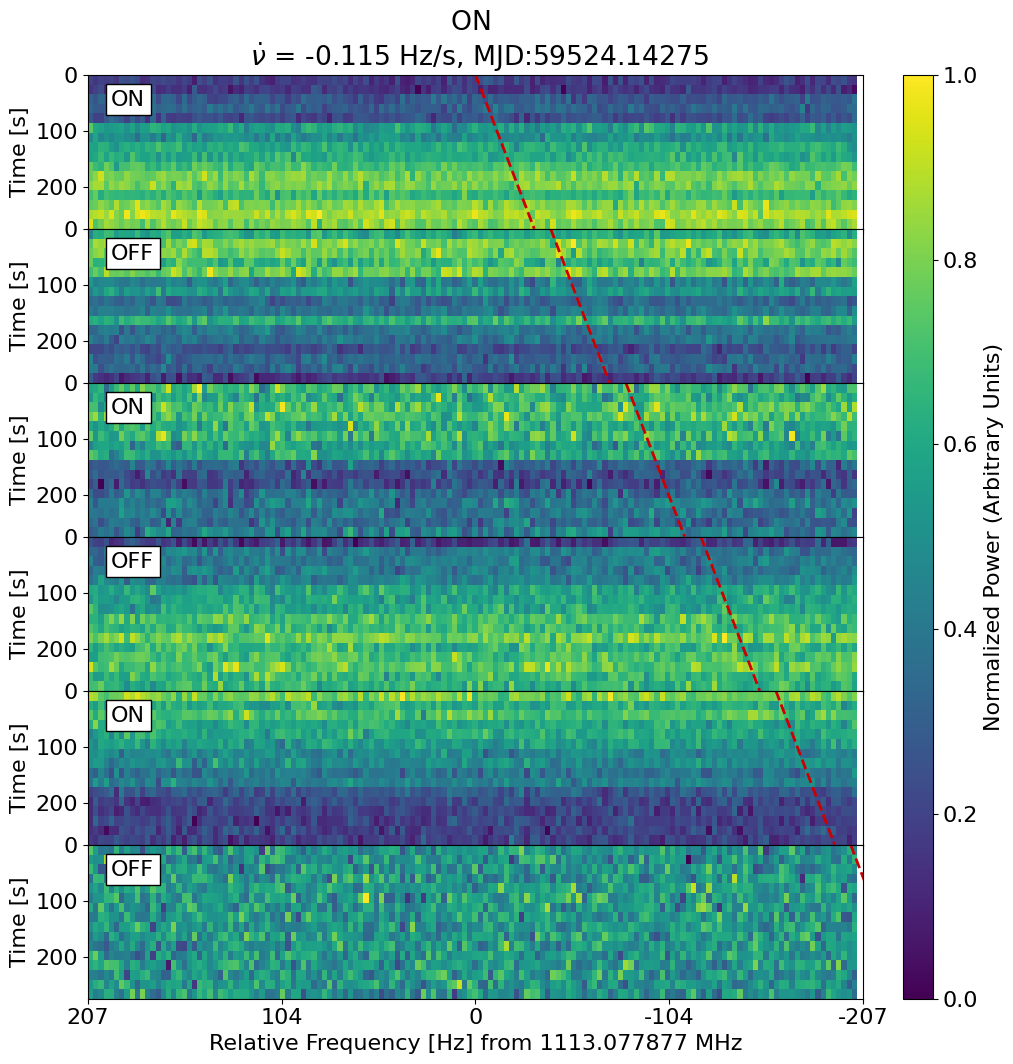 ON
ν̇ = -0.115 Hz/s, MJD:59524.14275
0
ON
100
200
Time [s]
0
OFF
100
200
Time [s]
0
ON
100
200
Time [s]
0
OFF
100
200
Time [s]
0
ON
100
200
Time [s]
0
OFF
100
200
Time [s]
207 104 0 -104 -207
Relative Frequency [Hz] from 1113.077877 MHz
1.0
0.8
0.6
0.4
0.2
0.0
Normalized Power (Arbitrary Units)